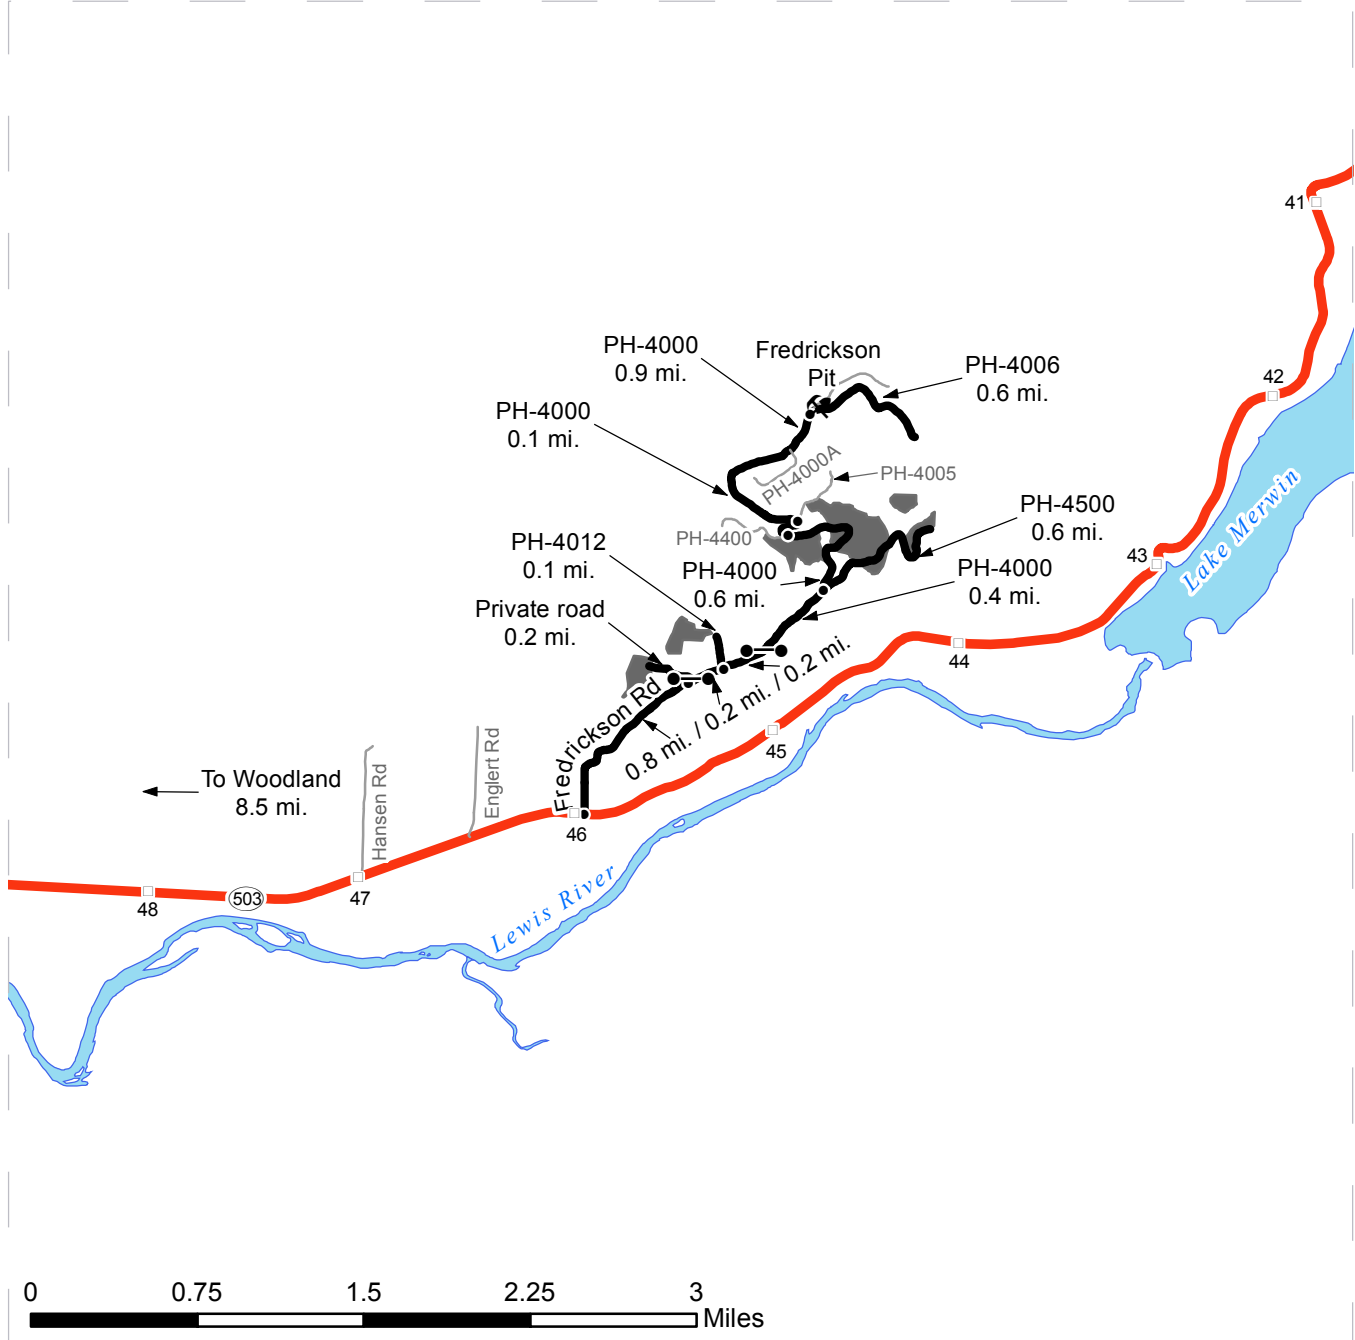 41
42
PH-4000
0.9 mi.
Fredrickson
Pit
PH-4006
0.6 mi.
PH-4000
0.1 mi.
PH-4000A
PH-4005
PH-4500
0.6 mi.
PH-4400
PH-4012
0.1 mi.
PH-4000
0.6 mi.
PH-4000
0.4 mi.
43
Lake Merwin
Private road
0.2 mi.
44
Fredrickson Rd
0.8 mi. / 0.2 mi. / 0.2 mi.
45
To Woodland
8.5 mi.
Hansen Rd
Englert Rd
46
47
48
503
Lewis River
0 0.75 1.5 2.25 3
Miles